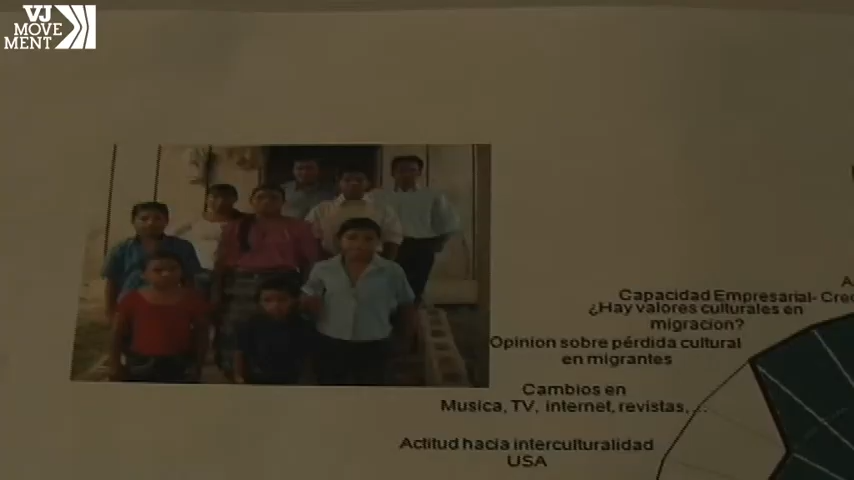 VJ
MOVE
MENT
Capacidad Empresarial- Cre
¿Hay valores culturales en
migracion?
Opinion sobre pérdida cultural
en migrantes
Cambios en
Musica, TV, internet, revistas,...
Actitud hacia interculturalidad
USA